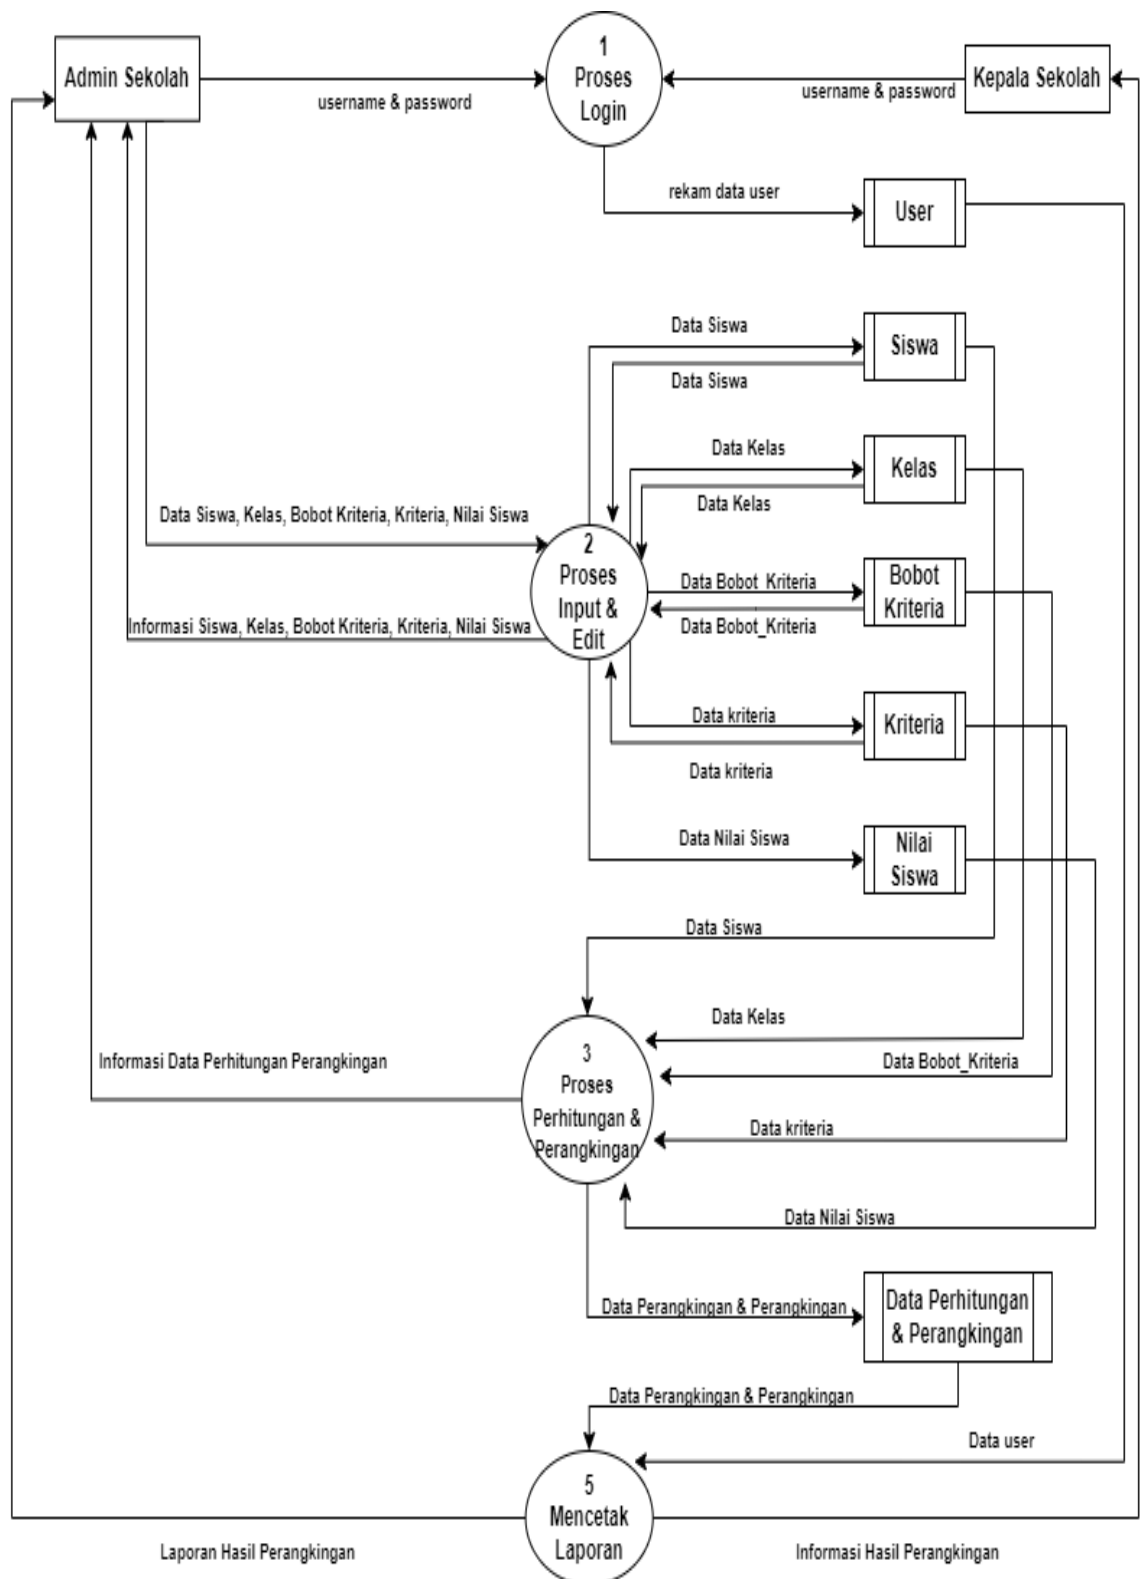 1
Proses
Login
Admin Sekolah
Kepala Sekolah
username & password
username & password
rekam data user
User
Data Siswa
Siswa
Data Siswa
Data Kelas
Kelas
Data Kelas
Data Siswa, Kelas, Bobot Kriteria, Kriteria, Nilai Siswa
2
Proses
Input &
Edit
Data Bobot_Kriteria
Bobot
Kriteria
Data Bobot_Kriteria
Informasi Siswa, Kelas, Bobot Kriteria, Kriteria, Nilai Siswa
Data kriteria
Kriteria
Data kriteria
Data Nilai Siswa
Nilai
Siswa
Data Siswa
Data Kelas
3
Proses
Perhitungan &
Perangkingan
Informasi Data Perhitungan Perangkingan
Data Bobot_Kriteria
Data kriteria
Data Nilai Siswa
Data Perangkingan & Perangkingan
Data Perhitungan
& Perangkingan
Data Perangkingan & Perangkingan
Data user
5
Mencetak
Laporan
Laporan Hasil Perangkingan
Informasi Hasil Perangkingan